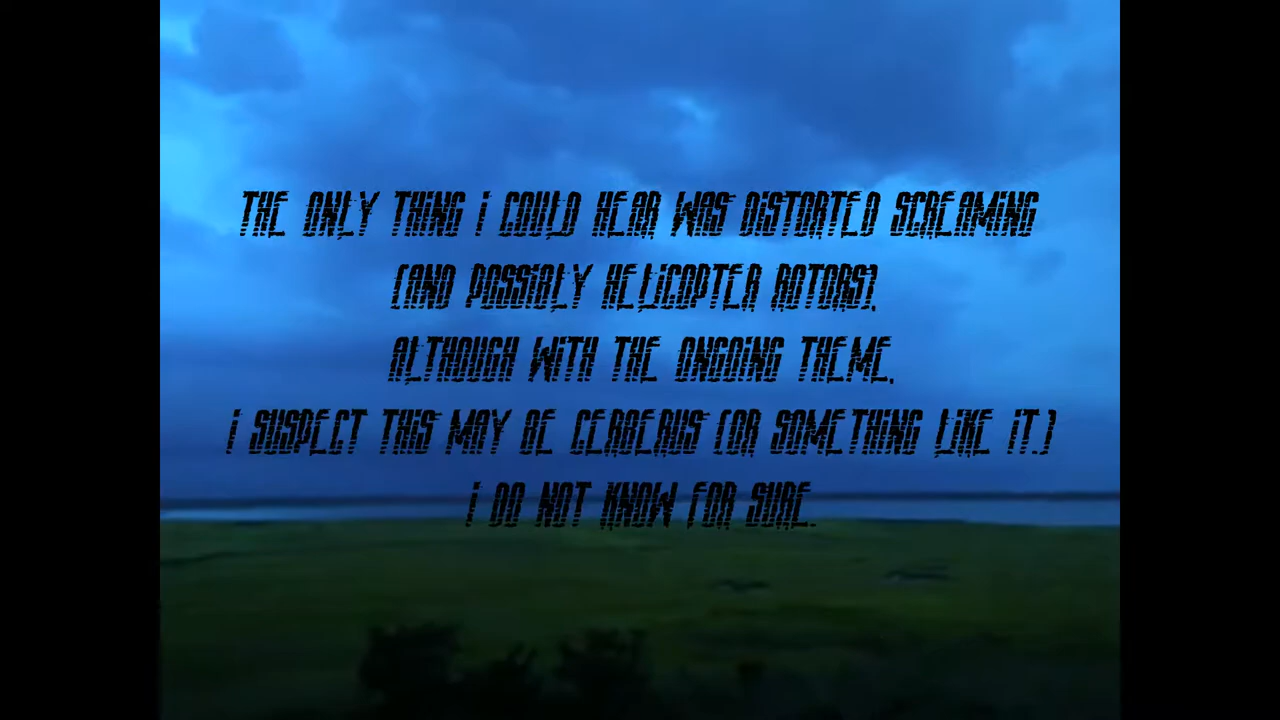 THE ONLY THING i COULD HEAR WAS DiSTORTED SCREAMiNG
(AND POSSiBLY HELiCOPTER ROTORS).
ALTHOUGH WiTH THE ONGOiNG THEME,
i SUSPECT THiS MAY BE CERBERUS (OR SOMETHiNG LiKE iT.)
i DO NOT KNOW FOR SURE.